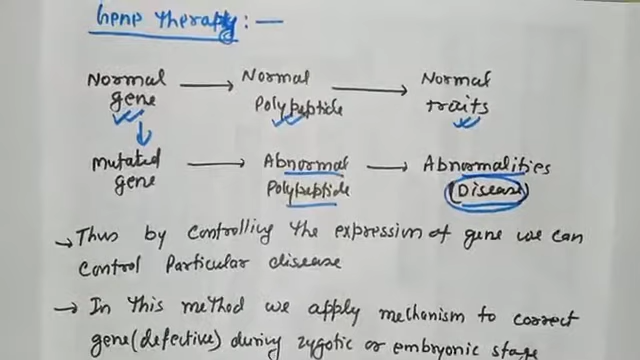 Gene therapy:—
Normal gene → Normal Polypeptide → Normal traits
Mutated gene → Abnormal Polypeptide → Abnormalities (Disease)
→ Thus by controlling the expression of gene we can
control Particular disease
→ In this method we apply mechanism to correct
gene (defective) during zygotic or embryonic stage